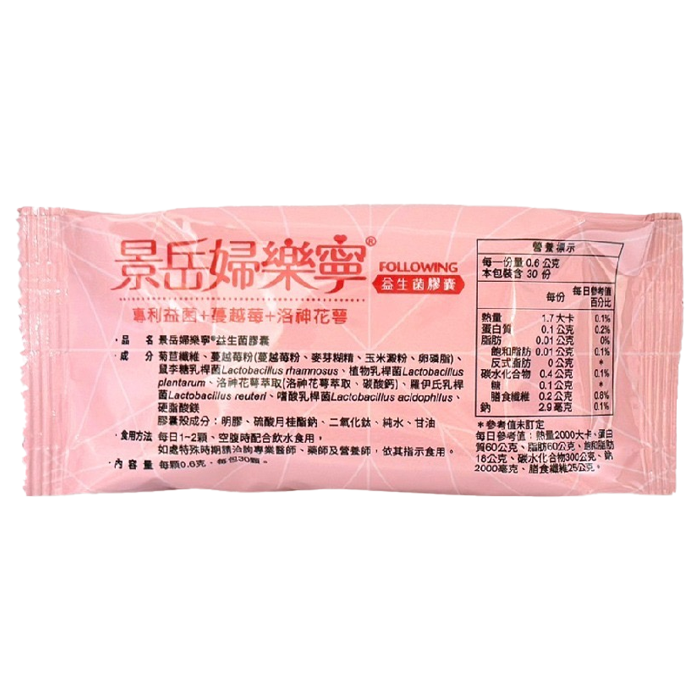 景岳婦樂寧®
FOLLOWING
益生菌膠囊
專利益菌+蔓越莓+洛神花萼
・品 名 景岳婦樂寧®益生菌膠囊
・成 分 菊苣纖維、蔓越莓粉(蔓越莓粉、麥芽糊精、玉米澱粉、卵磷脂)、
鼠李糖乳桿菌Lactobacillus rhamnosus、植物乳桿菌Lactobacillus
plantarum、洛神花萼萃取(洛神花萼萃取、碳酸鈣)、羅伊氏乳桿
菌Lactobacillus reuteri、嗜酸乳桿菌Lactobacillus acidophilus、
硬脂酸鎂
膠囊殼成分：明膠、硫酸月桂酯鈉、二氧化鈦、純水、甘油
・食用方法 每日1-2顆、空腹時配合飲水食用，
如處特殊時期請洽詢專業醫師、藥師及營養師，依其指示食用。
・內容量 每顆0.6克，每包30顆。
營養標示
每一份量 0.6 公克
本包裝含 30 份
每份 每日參考值
百分比
熱量 1.7 大卡 0.1%
蛋白質 0.1 公克 0.2%
脂肪 0.01 公克 0%
飽和脂肪 0.01 公克 0.1%
反式脂肪 0 公克 *
碳水化合物 0.4 公克 0.1%
糖 0.1 公克 *
膳食纖維 0.2 公克 0.8%
鈉 2.9 毫克 0.1%
*參考值未訂定
每日參考值：熱量2000大卡、蛋白
質60公克、脂肪60公克、飽和脂肪
18公克、碳水化合物300公克、鈉
2000毫克、膳食纖維25公克。